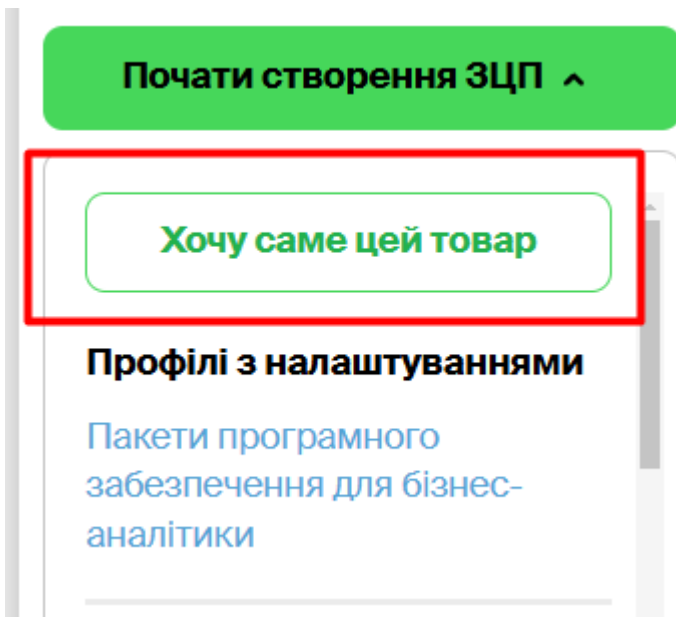 Почати створення ЗЦП
Хочу саме цей товар
Профілі з налаштуваннями
Пакети програмного
забезпечення для бізнес-
аналітики